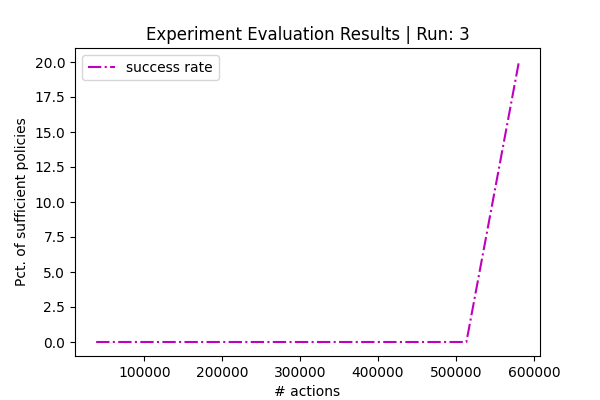 Experiment Evaluation Results | Run: 3
success rate
Pct. of sufficient policies
20.0
17.5
15.0
12.5
10.0
7.5
5.0
2.5
0.0
100000 200000 300000 400000 500000 600000
# actions